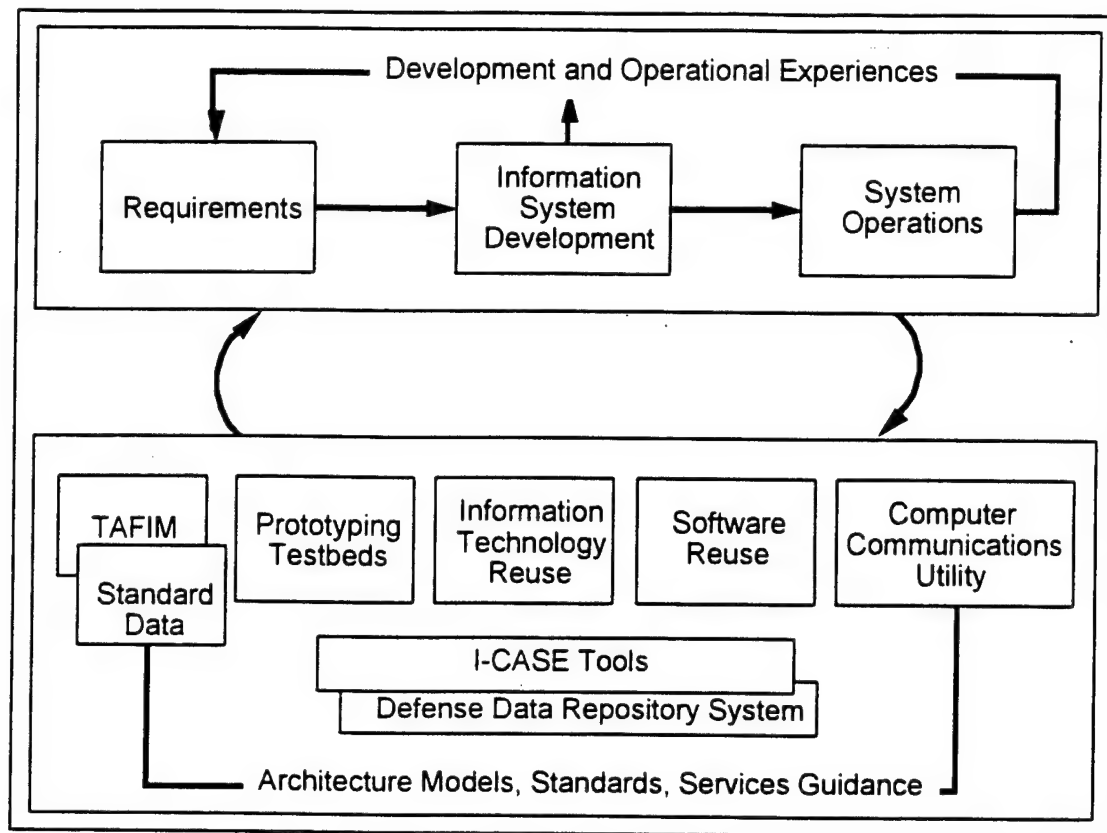 Development and Operational Experiences
Requirements
Information
System
Development
System
Operations
TAFIM
Standard
Data
Prototyping
Testbeds
Information
Technology
Reuse
Software
Reuse
Computer
Communications
Utility
I-CASE Tools
Defense Data Repository System
Architecture Models, Standards, Services Guidance